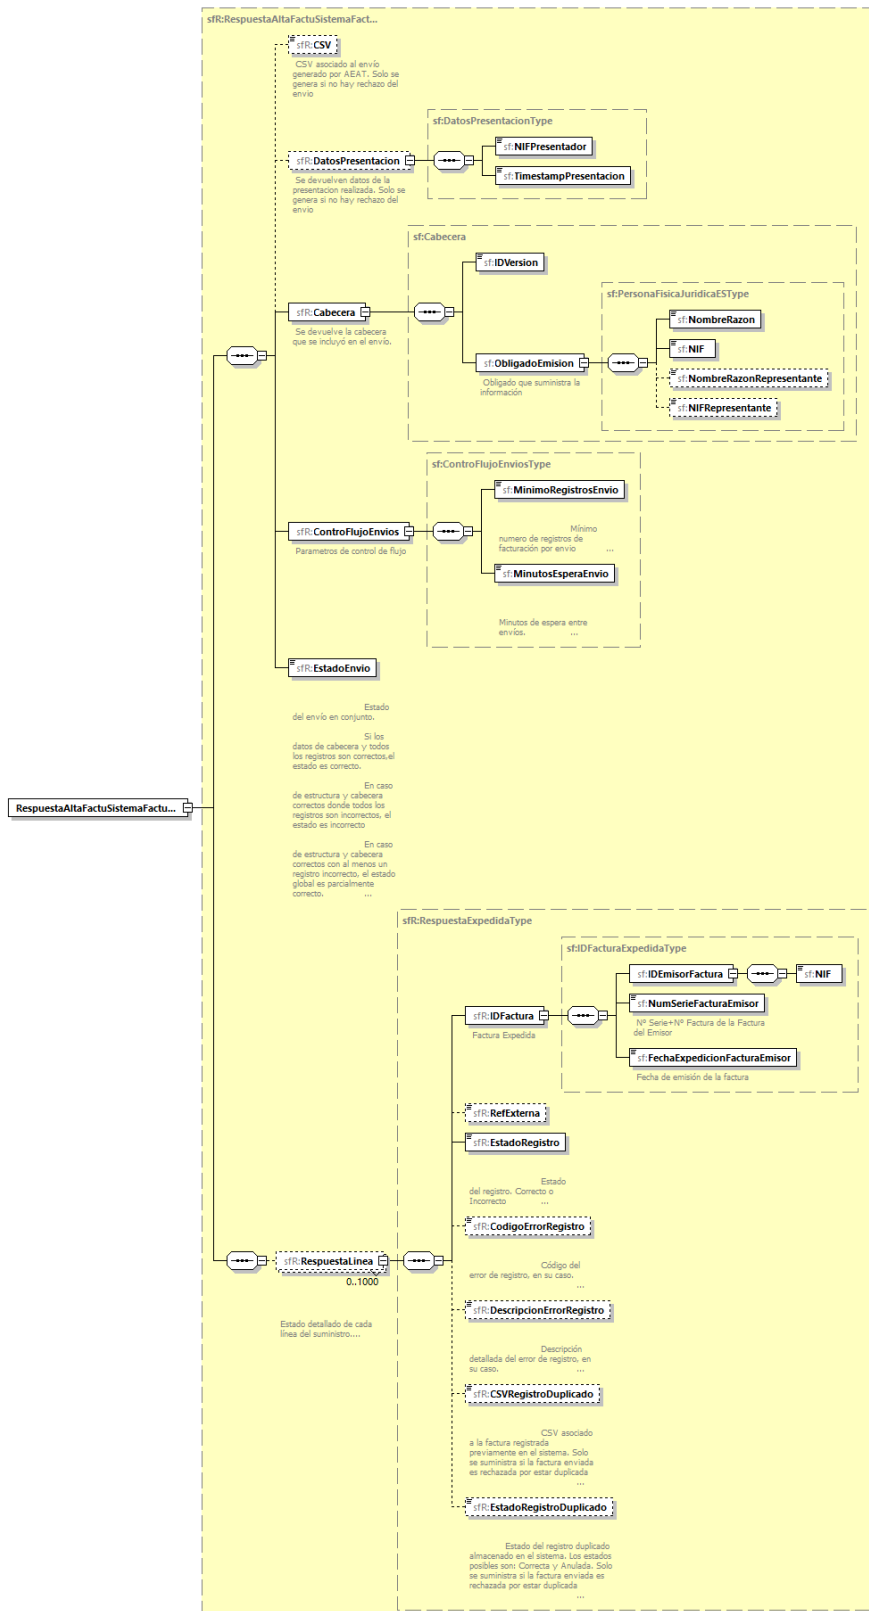 sfR:RespuestaAltaFactuSistemaFact...
sfR:CSV
CSV asociado al envío
generado por AEAT. Solo se
genera si no hay rechazo del
envio
sf:DatosPresentacionType
sfR:DatosPresentacion
sf:NIFPresentador
sf:TimestampPresentacion
Se devuelven datos de la
presentacion realizada. Solo se
genera si no hay rechazo del
envio
sf:Cabecera
sf:IDVersion
sf:PersonaFisicaJuridicaESType
sfR:Cabecera
Se devuelve la cabecera
que se incluyó en el envío.
sf:NombreRazon
sf:NIF
sf:ObligadoEmision
Obligado que suministra la
información
sf:NombreRazonRepresentante
sf:NIFRepresentante
sf:ControFlujoEnviosType
sf:MinimoRegistrosEnvio
Mínimo
numero de registros de
facturación por envio ...
sfR:ControFlujoEnvios
Parametros de control de flujo
sf:MinutosEsperaEnvio
Minutos de espera entre
envíos. ...
sfR:EstadoEnvio
Estado
del envío en conjunto.
Si los
datos de cabecera y todos
los registros son correctos,el
estado es correcto.
En caso
de estructura y cabecera
correctos donde todos los
registros son incorrectos, el
estado es incorrecto
En caso
de estructura y cabecera
correctos con al menos un
registro incorrecto, el estado
global es parcialmente
correcto. ...
RespuestaAltaFactuSistemaFactu...
sfR:RespuestaExpedidaType
sf:IDFacturaExpedidaType
sf:IDEmisorFactura
sf:NIF
sfR:IDFactura
Factura Expedida
sf:NumSerieFacturaEmisor
Nº Serie+Nº Factura de la Factura
del Emisor
sf:FechaExpedicionFacturaEmisor
Fecha de emisión de la factura
sfR:RefExterna
sfR:EstadoRegistro
Estado
del registro. Correcto o
Incorrecto ...
sfR:CodigoErrorRegistro
Código del
error de registro, en su caso.
...
sfR:RespuestaLinea
0..1000
Estado detallado de cada
línea del suministro....
sfR:DescripcionErrorRegistro
Descripción
detallada del error de registro, en
su caso. ...
sfR:CSVRegistroDuplicado
CSV asociado
a la factura registrada
previamente en el sistema. Solo
se suministra si la factura enviada
es rechazada por estar duplicada
...
sfR:EstadoRegistroDuplicado
Estado del registro duplicado
almacenado en el sistema. Los estados
posibles son: Correcta y Anulada. Solo
se suministra si la factura enviada es
rechazada por estar duplicada
...